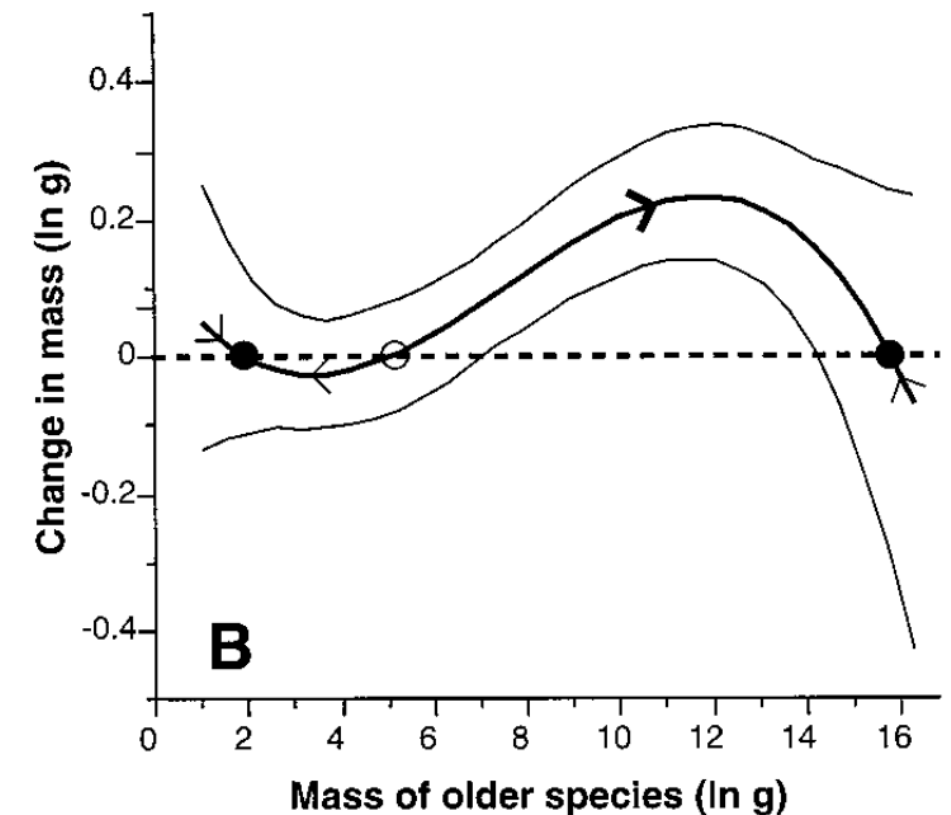 Change in mass (ln g)
0.4
0.2
0
-0.2
-0.4
B
0 2 4 6 8 10 12 14 16
Mass of older species (ln g)